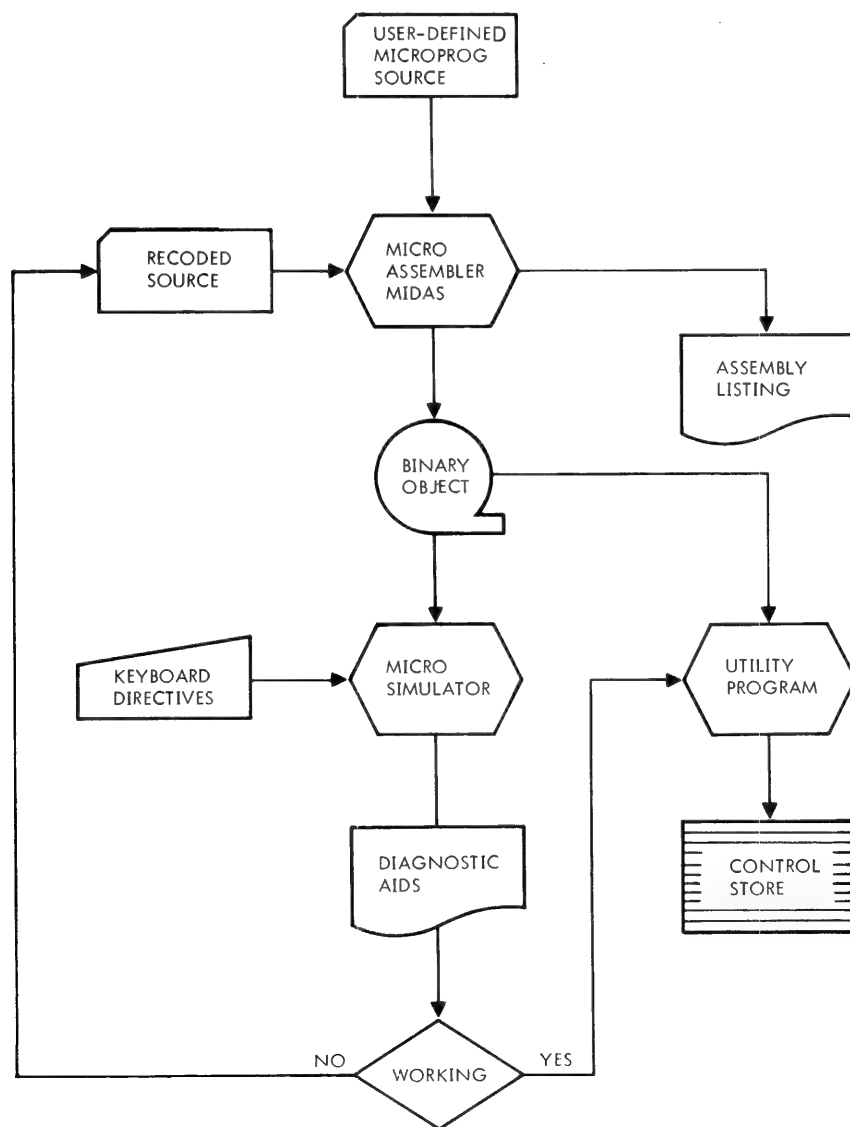 USER-DEFINED
MICROPROG
SOURCE
RECODED
SOURCE
MICRO
ASSEMBLER
MIDAS
ASSEMBLY
LISTING
BINARY
OBJECT
KEYBOARD
DIRECTIVES
MICRO
SIMULATOR
UTILITY
PROGRAM
DIAGNOSTIC
AIDS
CONTROL
STORE
NO
WORKING
YES